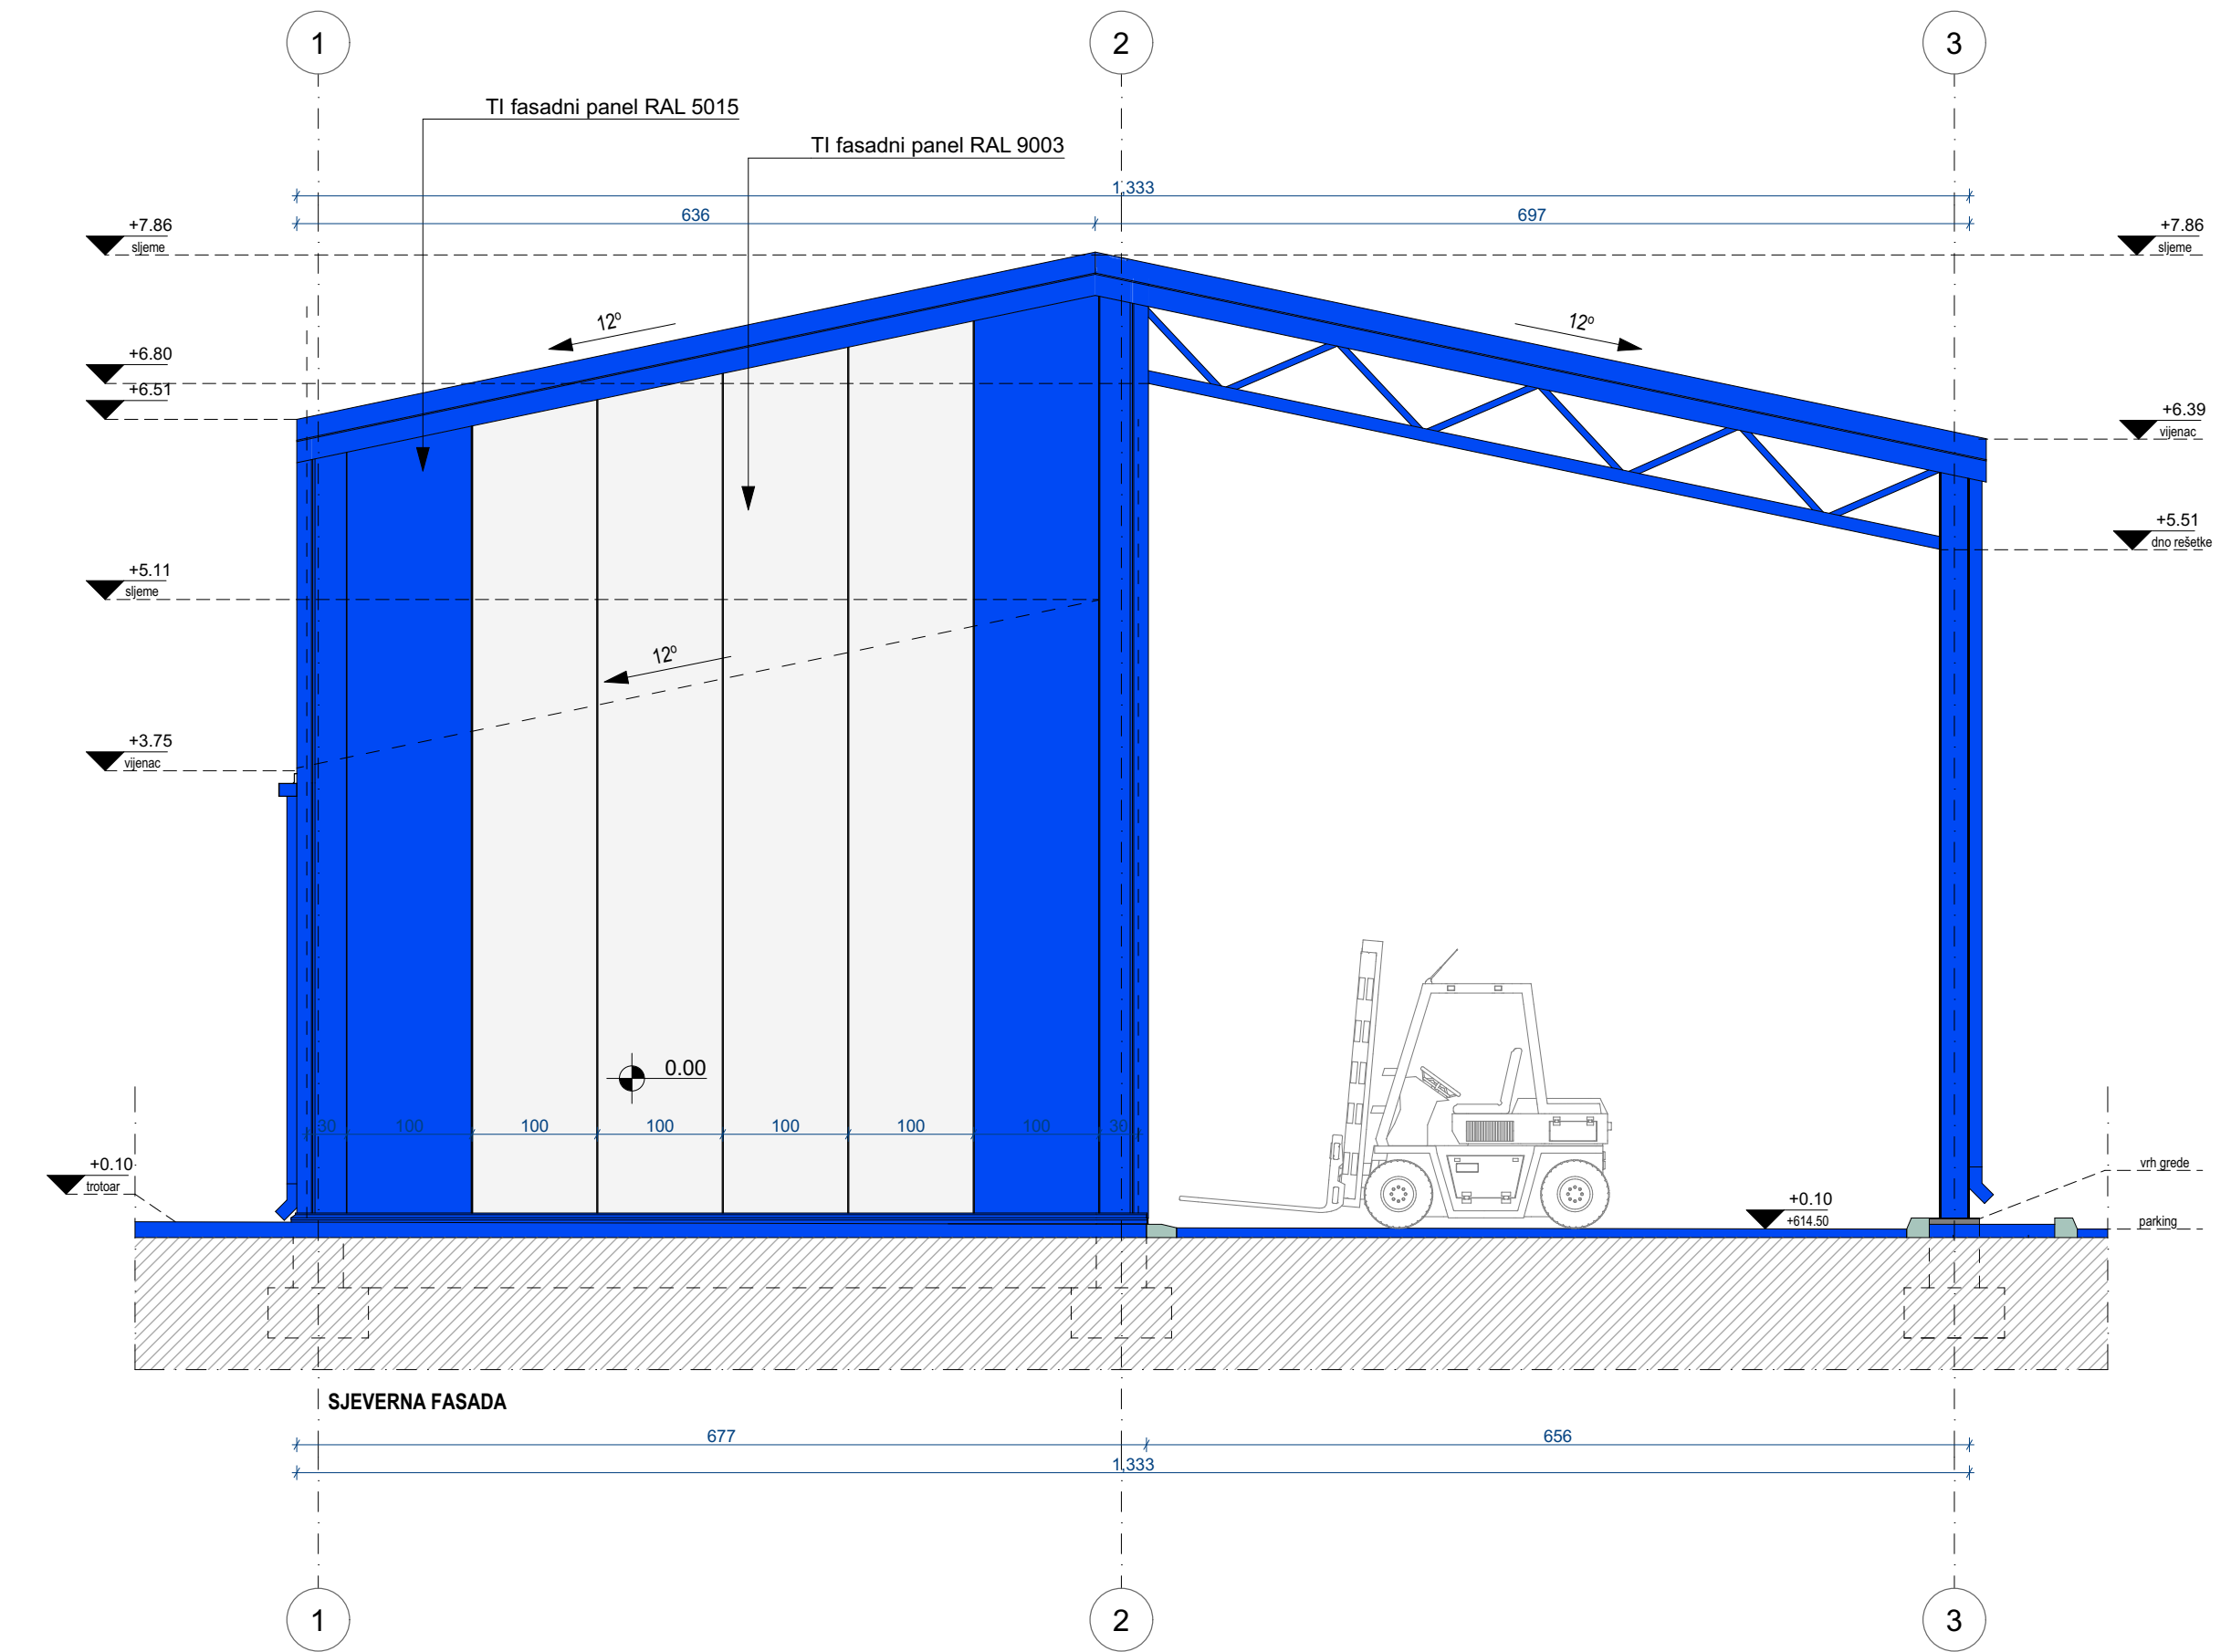 1
2
3
TI fasadni panel RAL 5015
TI fasadni panel RAL 9003
1,333
636
697
+7.86
sljeme
+7.86
sljeme
12º
12º
+6.80
+6.51
+6.39
vijenac
+5.51
dno rešetke
+5.11
sljeme
12º
+3.75
vijenac
0.00
30
100
100
100
100
100
100
30
+0.10
trotoar
vrh grede
+0.10
+614.50
parking
SJEVERNA FASADA
677
656
1,333
1
2
3